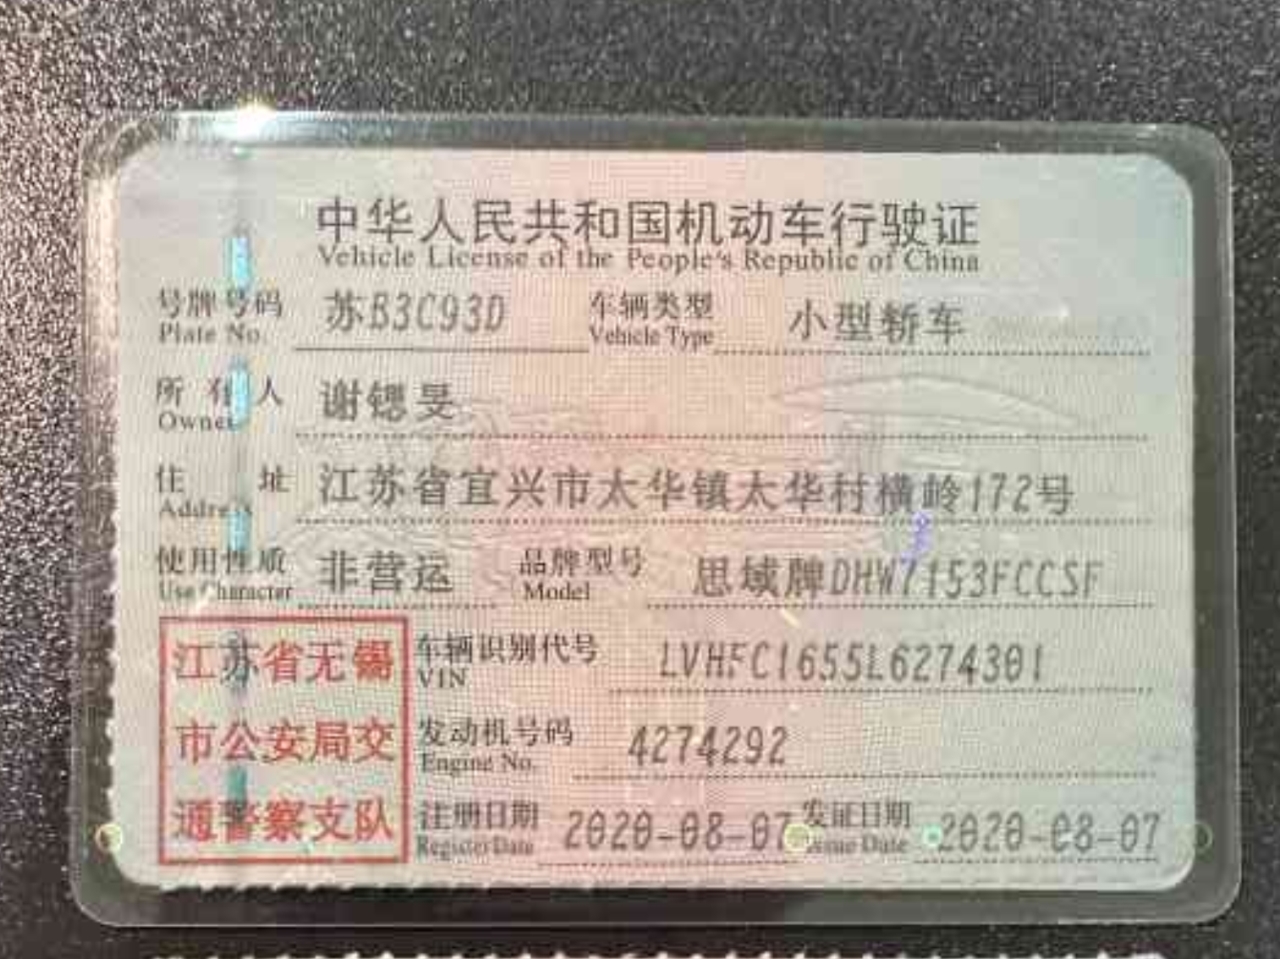 中华人民共和国机动车行驶证
Vehicle License of the People's Republic of China
号牌号码 苏B3C93D 车辆类型 小型轿车
Plate No. Vehicle Type
所有人 谢锶旻
Owner
住址 江苏省宜兴市太华镇太华村横岭172号
Address
使用性质 非营运 品牌型号 思域牌DHW7153FCCSF
Use Character Model
江苏省无锡 车辆识别代号 LVHFC1655L6274301
VIN
市公安局交 发动机号码 4274292
Engine No.
通警察支队 注册日期 2020-08-07 发证日期 2020-08-07
Register Date Issue Date